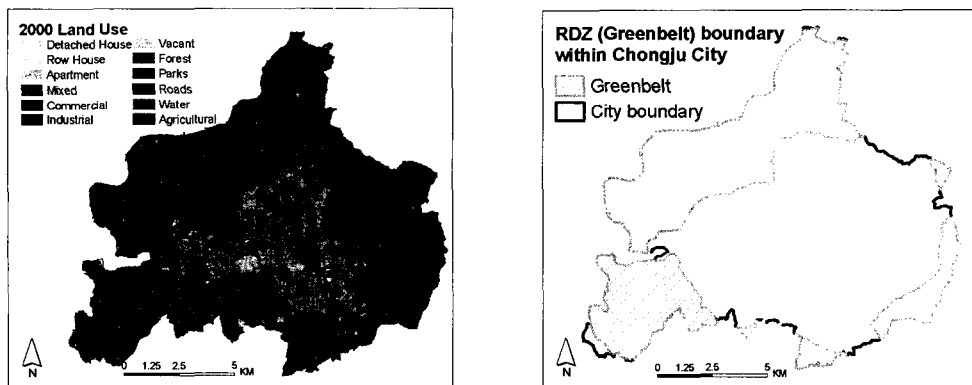 2000 Land Use
Detached House
Row House
Apartment
Mixed
Commercial
Industrial
Vacant
Forest
Parks
Roads
Water
Agricultural
N
0 1.25 2.5 5 KM
RDZ (Greenbelt) boundary
within Chongju City
Greenbelt
City boundary
N
0 1.25 2.5 5 KM